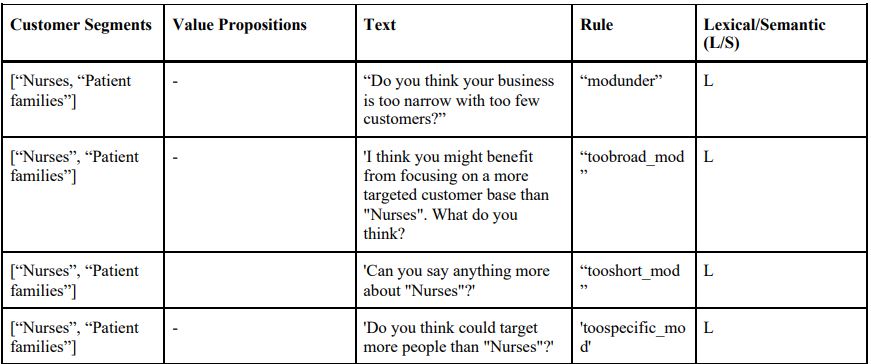 Customer Segments Value Propositions Text Rule Lexical/Semantic
(L/S)
[“Nurses, “Patient - “Do you think your business “modunder” L
families”] is too narrow with too few
customers?”
[“Nurses”, “Patient - 'I think you might benefit “toobroad_mod L
families”] from focusing on a more ”
targeted customer base than
"Nurses". What do you
think?
[“Nurses”, “Patient 'Can you say anything more “tooshort_mod L
families”] about "Nurses"?' ”
[“Nurses”, “Patient - 'Do you think could target 'toospecific_mo L
families”] more people than "Nurses"?' d'